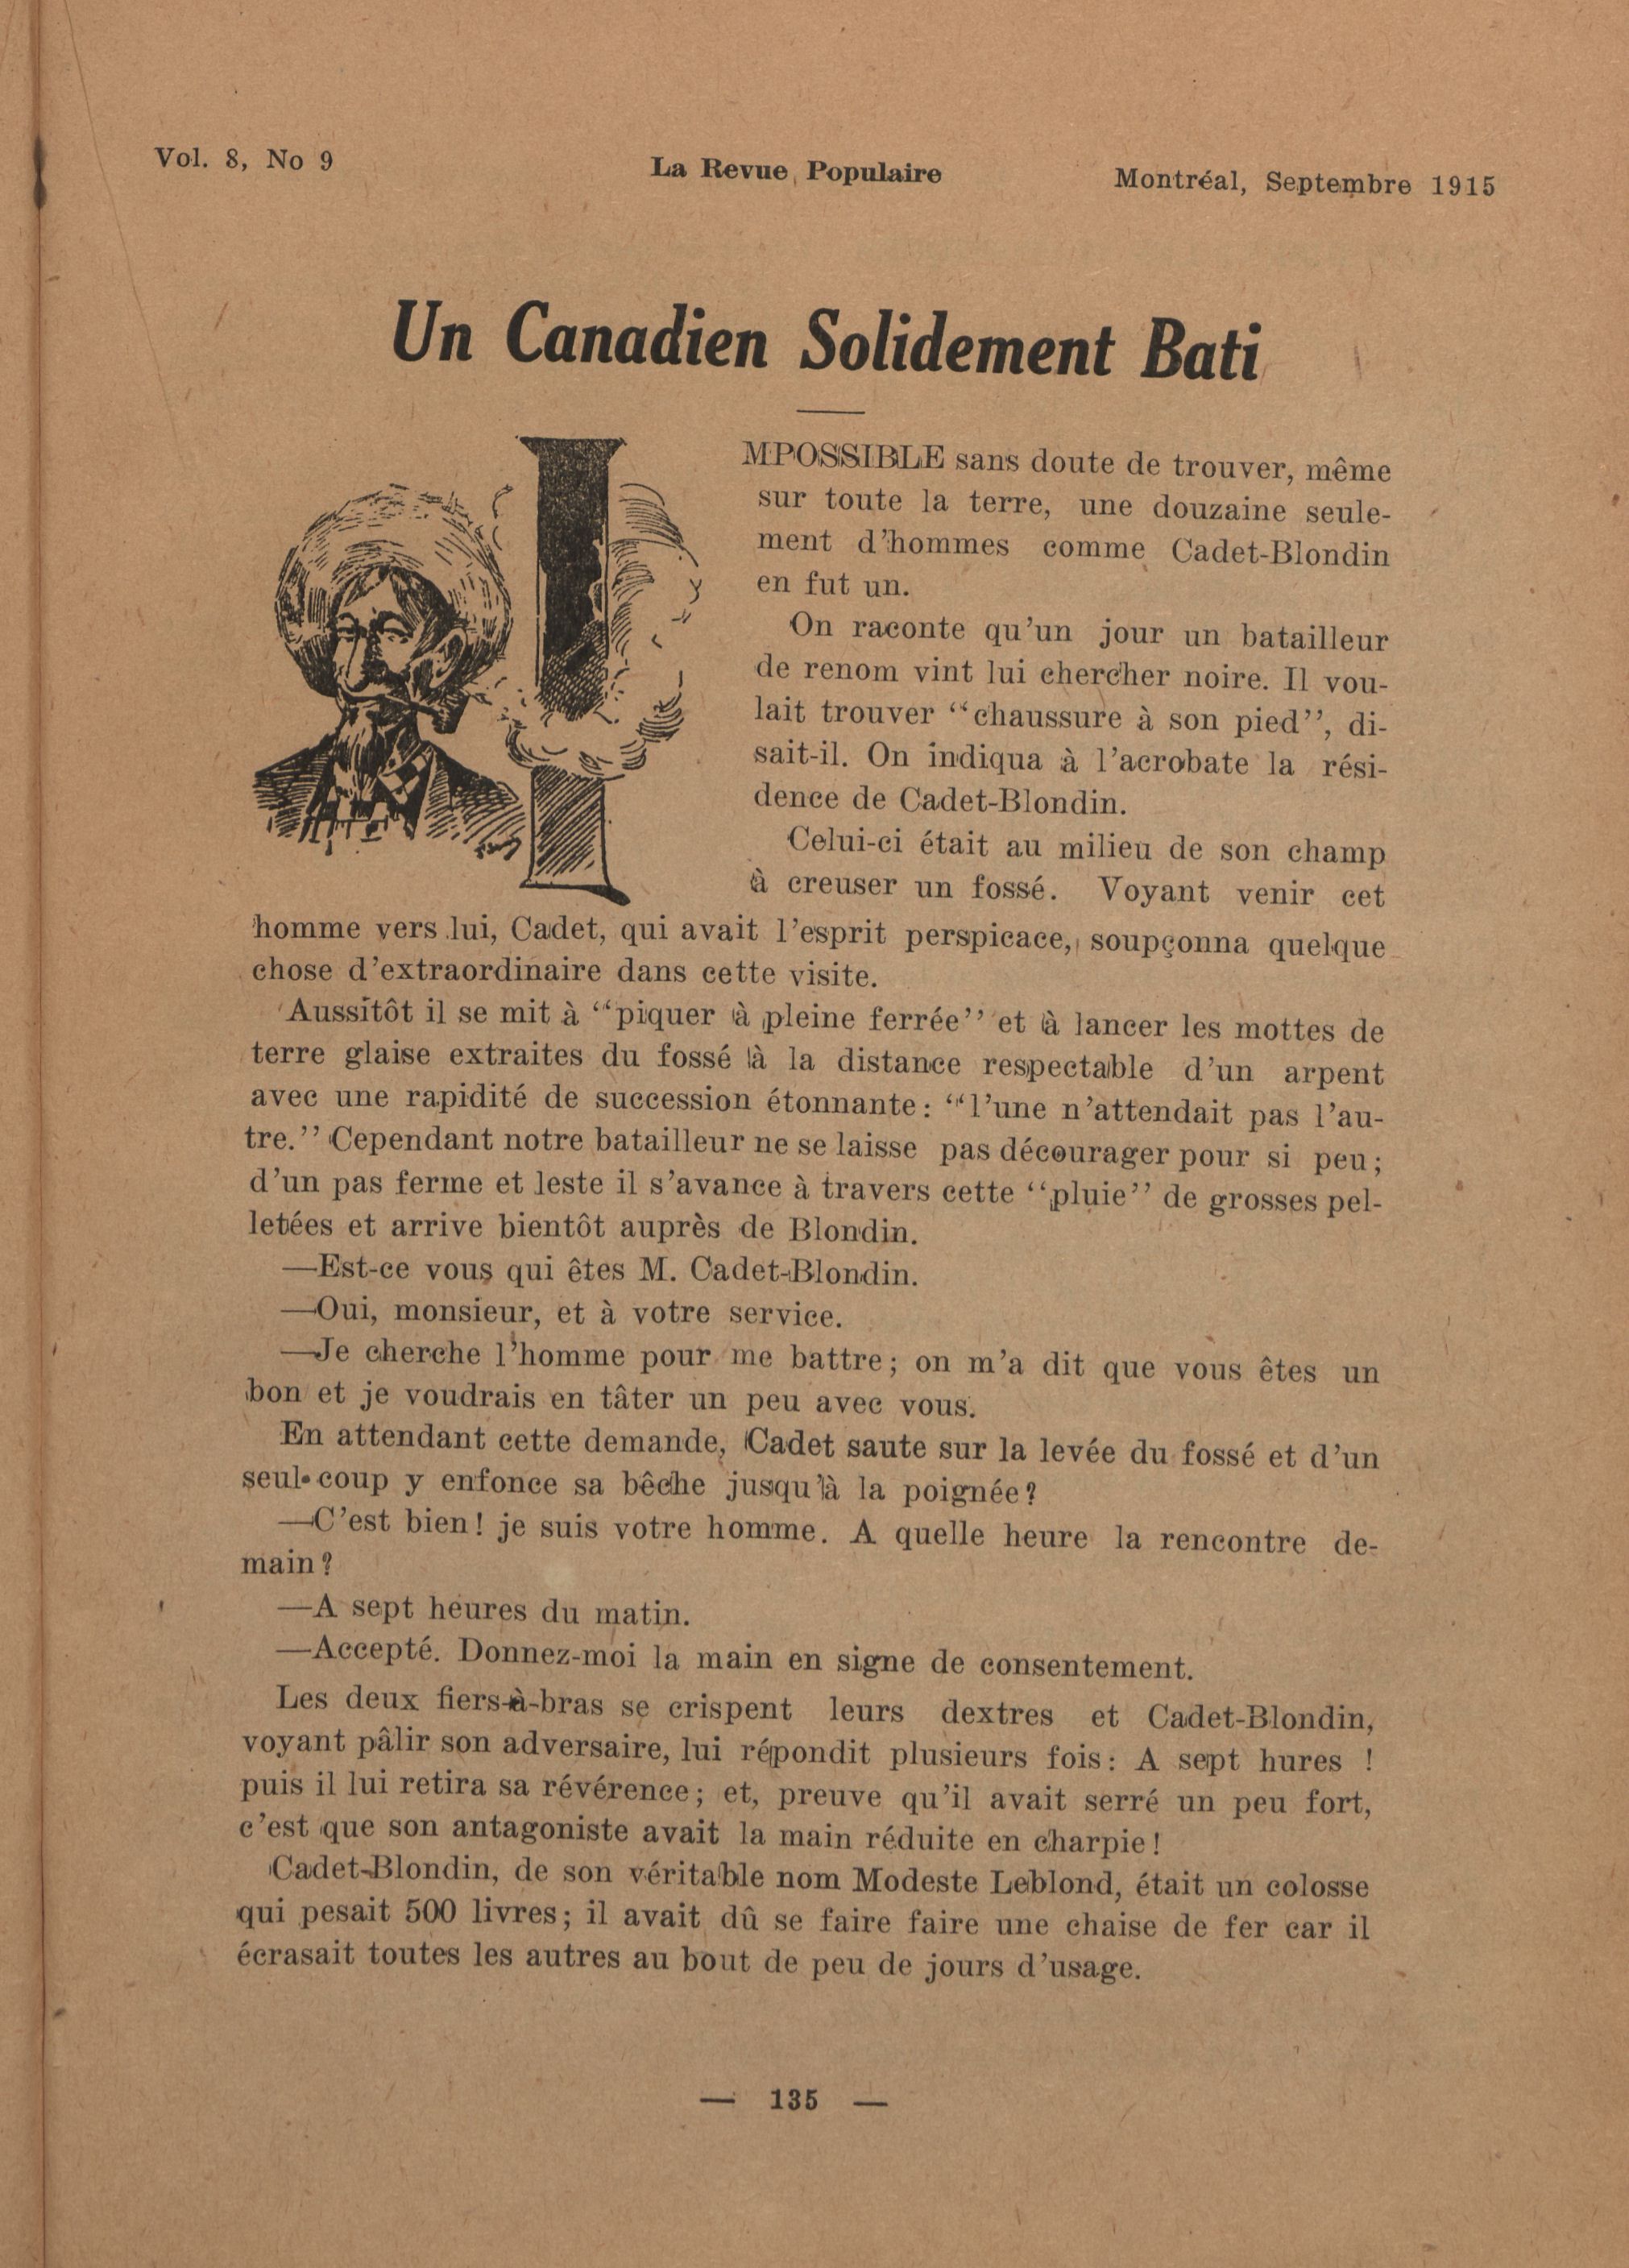 Vol. 8, No 9
La Revue Populaire
Montréal, Septembre 1915
Un Canadien Solidement Bati
IMPOSSIBLE sans doute de trouver, même
sur toute la terre, une douzaine seule-
ment d'hommes comme Cadet-Blondin
en fut un.
On raconte qu'un jour un batailleur
de renom vint lui chercher noire. Il vou-
lait trouver "chaussure à son pied", di-
sait-il. On indiqua à l'acrobate la rési-
dence de Cadet-Blondin.
Celui-ci était au milieu de son champ
à creuser un fossé. Voyant venir cet
homme vers lui, Cadet, qui avait l'esprit perspicace, soupçonna quelque
chose d'extraordinaire dans cette visite.
Aussitôt il se mit à "piquer à pleine ferrée" et à lancer les mottes de
terre glaise extraites du fossé à la distance respectable d'un arpent
avec une rapidité de succession étonnante: "l'une n'attendait pas l'au-
tre." Cependant notre batailleur ne se laisse pas décourager pour si peu;
d'un pas ferme et leste il s'avance à travers cette "pluie" de grosses pel-
letées et arrive bientôt auprès de Blondin.
—Est-ce vous qui êtes M. Cadet-Blondin.
—Oui, monsieur, et à votre service.
—Je cherche l'homme pour me battre; on m'a dit que vous êtes un
bon et je voudrais en tâter un peu avec vous.
En attendant cette demande, Cadet saute sur la levée du fossé et d'un
seul coup y enfonce sa bêche jusqu'à la poignée?
—C'est bien! je suis votre homme. A quelle heure la rencontre de-
main?
—A sept heures du matin.
—Accepté. Donnez-moi la main en signe de consentement.
Les deux fiers-à-bras se crispent leurs dextres et Cadet-Blondin,
voyant pâlir son adversaire, lui répondit plusieurs fois: A sept hures !
puis il lui retira sa révérence; et, preuve qu'il avait serré un peu fort,
c'est que son antagoniste avait la main réduite en charpie!
Cadet-Blondin, de son véritable nom Modeste Leblond, était un colosse
qui pesait 500 livres; il avait dû se faire faire une chaise de fer car il
écrasait toutes les autres au bout de peu de jours d'usage.
— 135 —